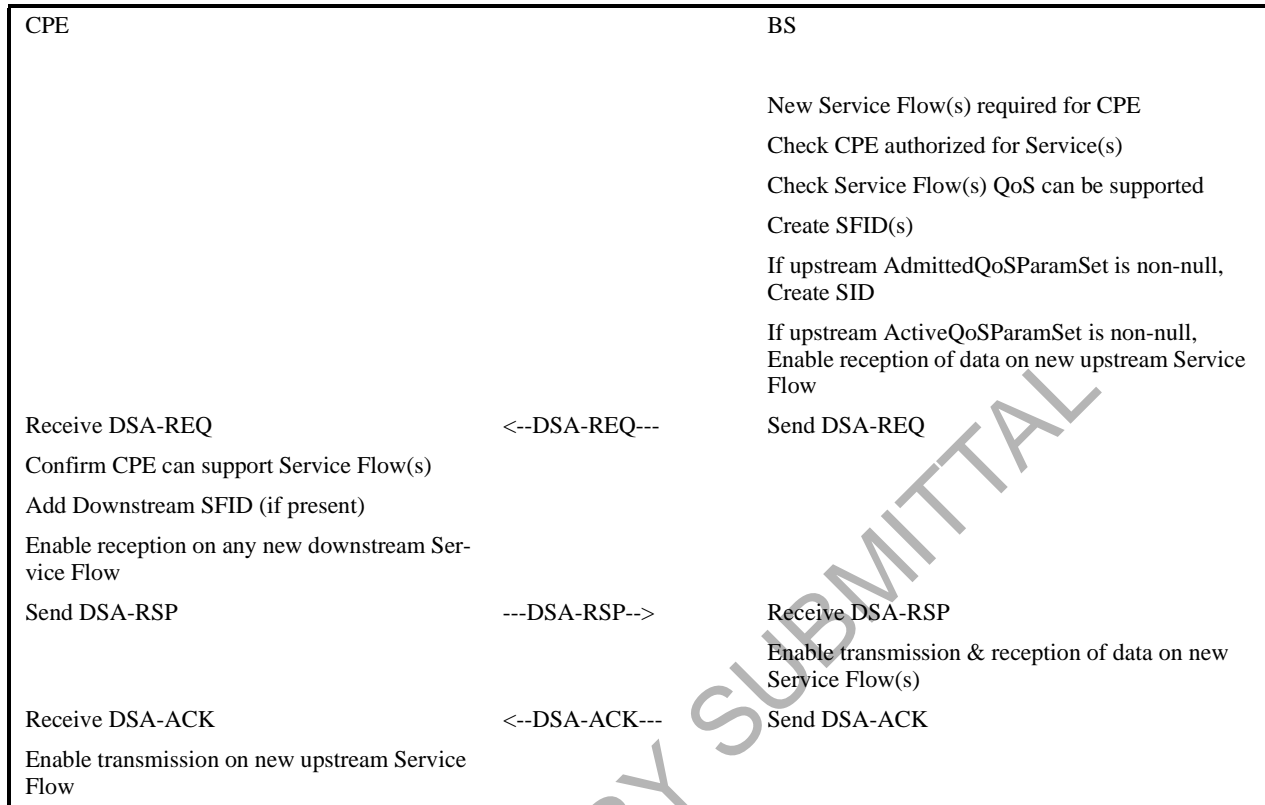 CPE BS
New Service Flow(s) required for CPE
Check CPE authorized for Service(s)
Check Service Flow(s) QoS can be supported
Create SFID(s)
If upstream AdmittedQoSParamSet is non-null,
Create SID
If upstream ActiveQoSParamSet is non-null,
Enable reception of data on new upstream Service
Flow
Receive DSA-REQ <--DSA-REQ--- Send DSA-REQ
Confirm CPE can support Service Flow(s)
Add Downstream SFID (if present)
Enable reception on any new downstream Ser-
vice Flow
Send DSA-RSP ---DSA-RSP--> Receive DSA-RSP
Enable transmission & reception of data on new
Service Flow(s)
Receive DSA-ACK <--DSA-ACK--- Send DSA-ACK
Enable transmission on new upstream Service
Flow
Y SUBMITTAL